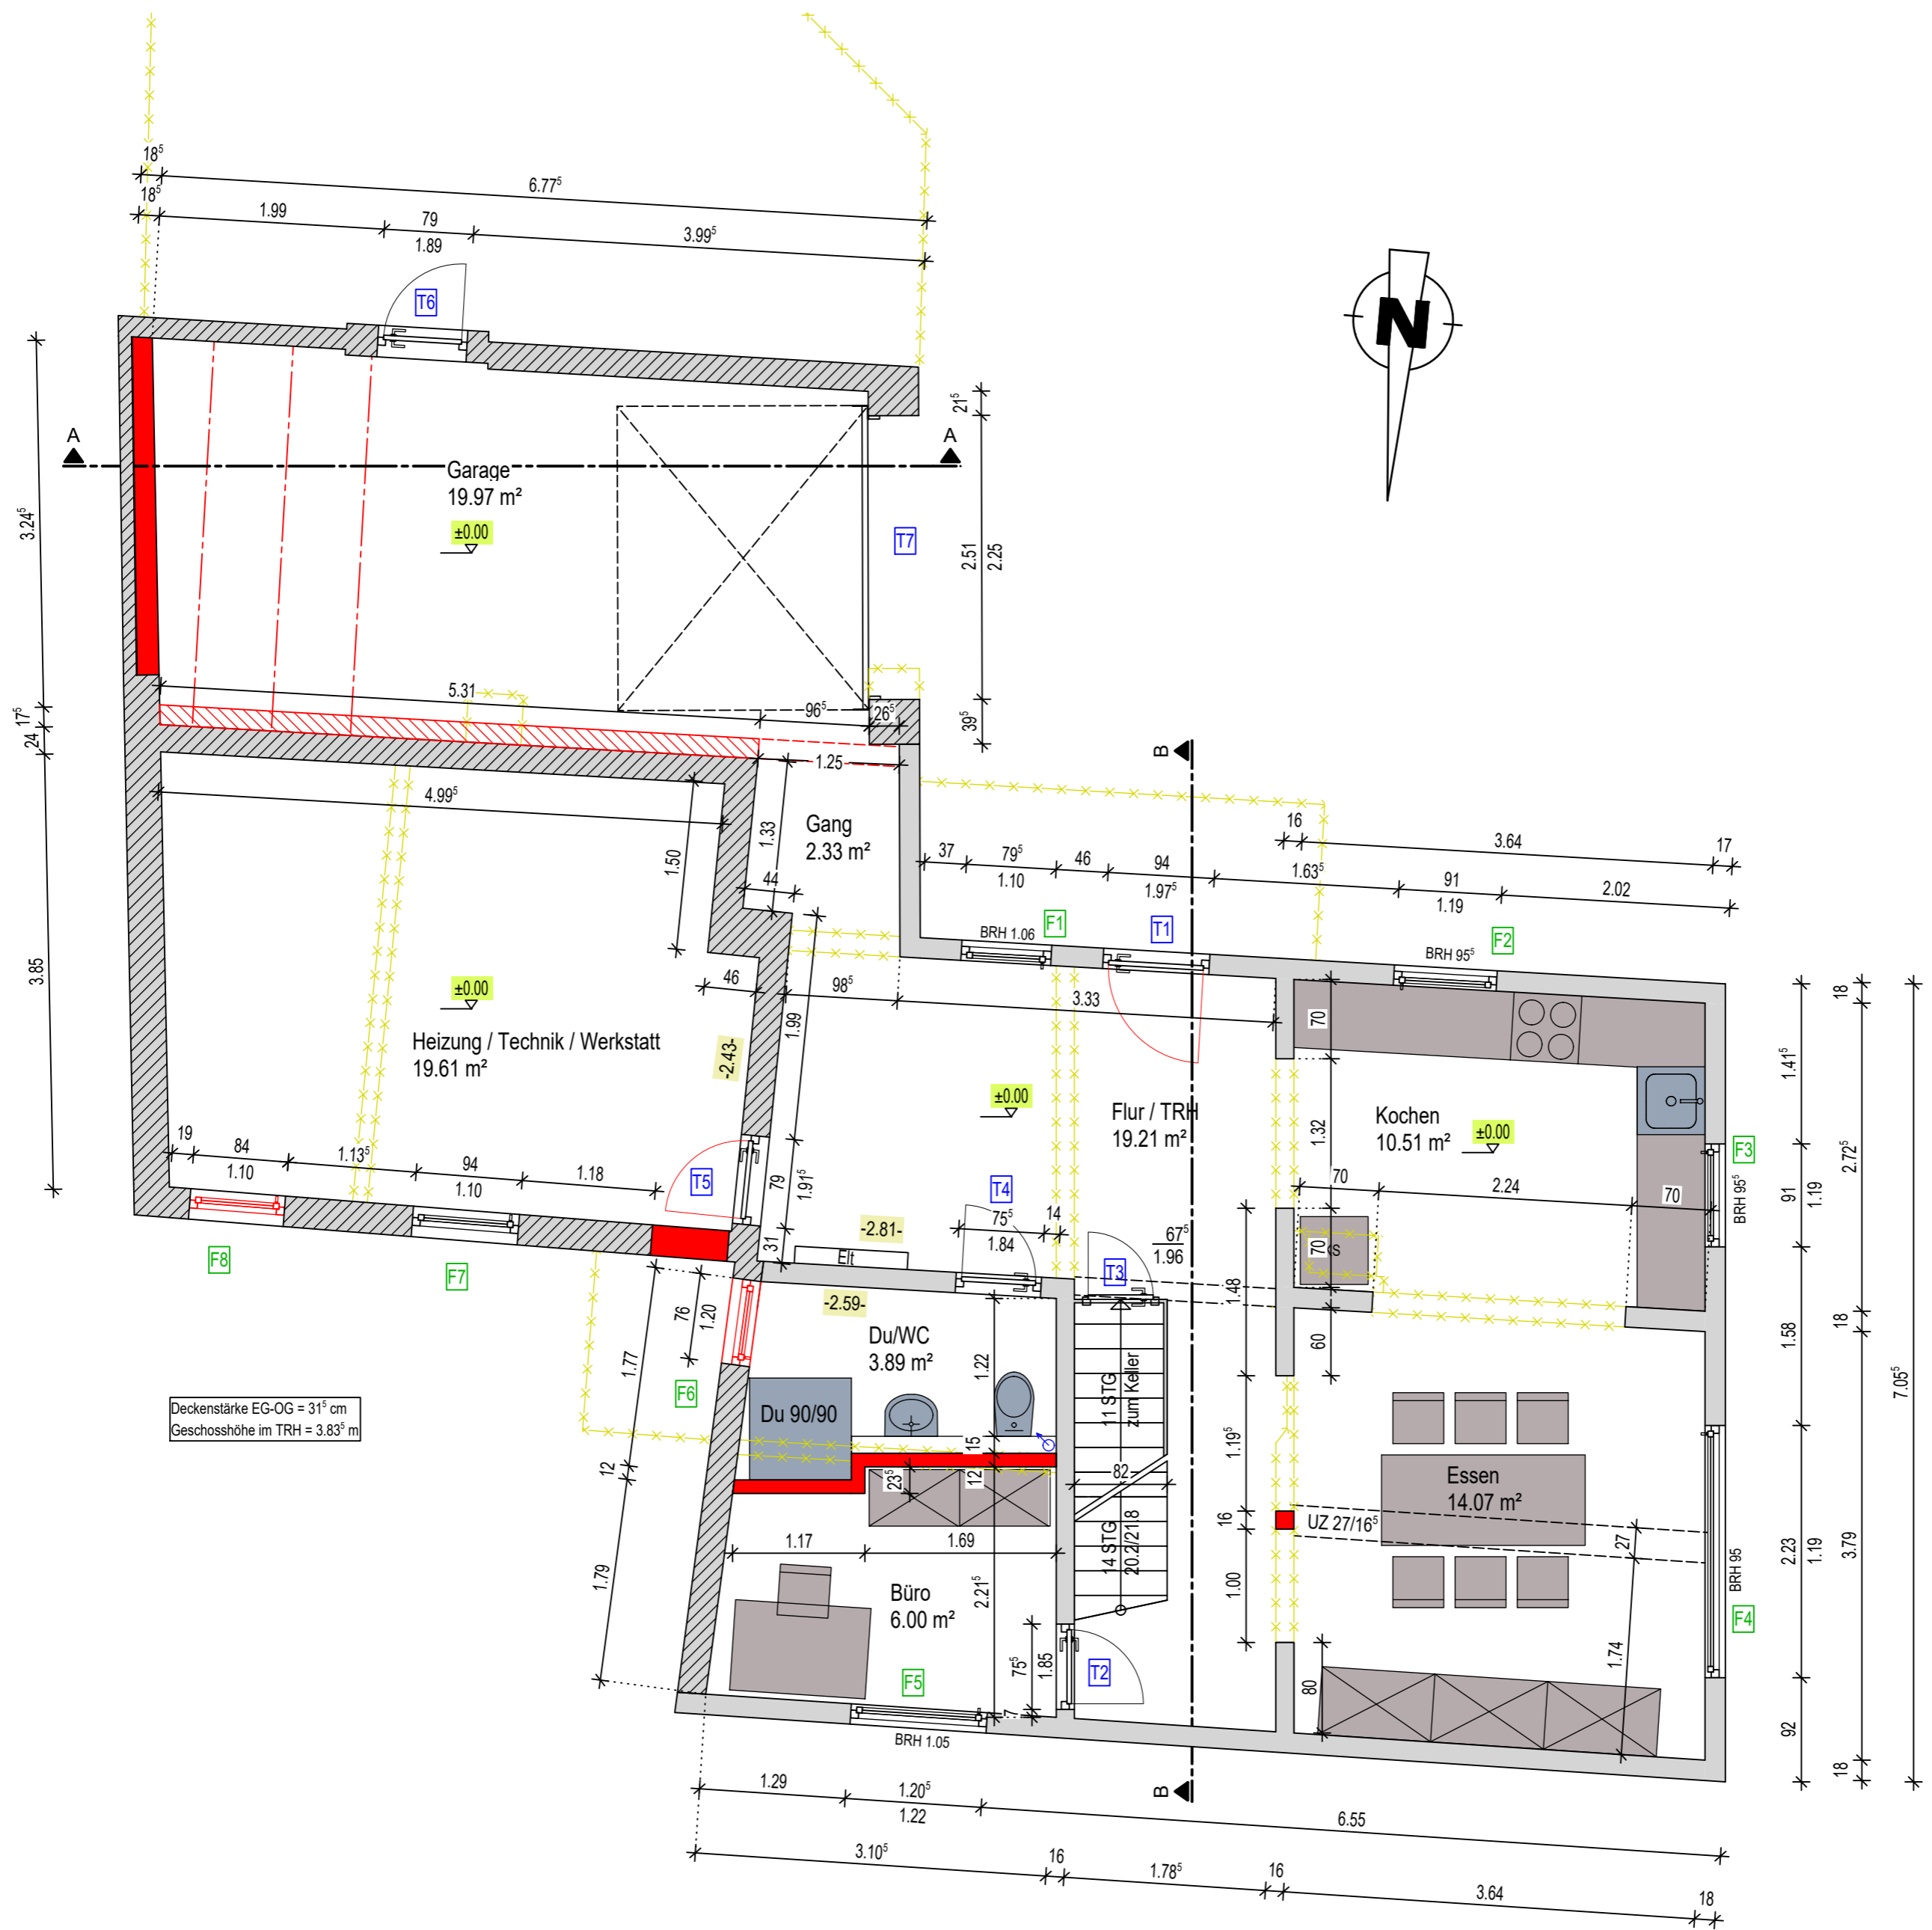 18⁵
6.77⁵
18⁵
1.99
79
1.89
3.99⁵
T6
N
A
A
Garage
19.97 m²
±0.00
T7
21⁵
2.51
2.25
39⁵
3.24⁵
17⁵
24
3.85
5.31
96⁵
26⁵
1.25
4.99⁵
1.50
1.33
44
Gang
2.33 m²
B
37
79⁵
1.10
46
94
1.97⁵
1.63⁵
91
1.19
2.02
16
3.64
17
BRH 1.06
F1
T1
BRH 95⁵
F2
46
98⁵
3.33
1.99
-2.43-
±0.00
Heizung / Technik / Werkstatt
19.61 m²
±0.00
Flur / TRH
19.21 m²
70
1.32
Kochen
10.51 m²
±0.00
70
2.24
70
70
KS
F3
BRH 95⁵
1.41⁵
91
1.19
1.58
18
2.72⁵
18
7.05⁵
19
84
1.10
1.13⁵
94
1.10
1.18
T5
79
1.91⁵
31
F8
F7
-2.81-
Elt
-2.59-
T4
75⁵
1.84
14
T3
67⁵
1.96
1.48
60
76
1.20
1.77
F6
Du/WC
3.89 m²
1.22
Du 90/90
15
12
23⁵
12
11 STG
zum Keller
82
14 STG
20.2/21.8
1.19⁵
16
1.00
UZ 27/16⁵
Essen
14.07 m²
27
1.74
80
2.23
1.19
3.79
BRH 95
F4
92
18
Deckenstärke EG-OG = 31⁵ cm
Geschosshöhe im TRH = 3.83⁵ m
1.79
1.17
1.69
Büro
6.00 m²
2.21⁵
75⁵
1.85
7
T2
F5
BRH 1.05
B
1.29
1.20⁵
1.22
6.55
3.10⁵
16
1.78⁵
16
3.64
18